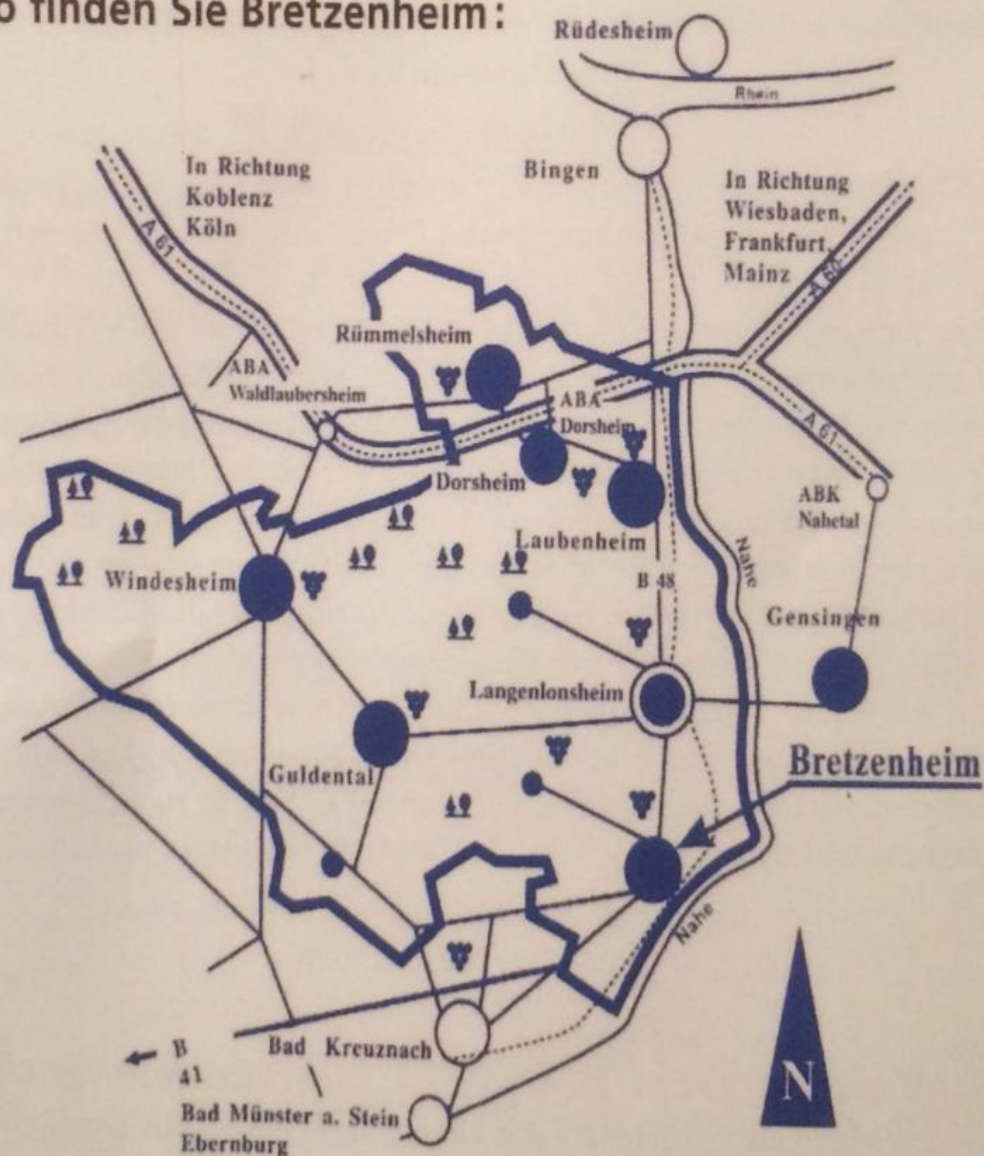 finden Sie Bretzenheim:
Rüdesheim
Rhein
Bingen
In Richtung
Koblenz
Köln
A 61
In Richtung
Wiesbaden,
Frankfurt,
Mainz
A 60
Rümmelsheim
ABA
Waldlaubersheim
ABA
Dorsheim
A 61
Dorsheim
ABK
Nahetal
Laubenheim
Nahe
Windesheim
B 48
Gensingen
Langenlonsheim
Bretzenheim
Guldental
Nahe
B
41
Bad Kreuznach
N
Bad Münster a. Stein
Ebernburg